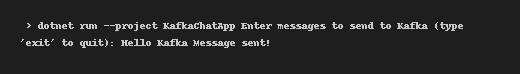 > dotnet run --project KafkaChatApp Enter messages to send to Kafka (type
'exit' to quit): Hello Kafka Message sent!